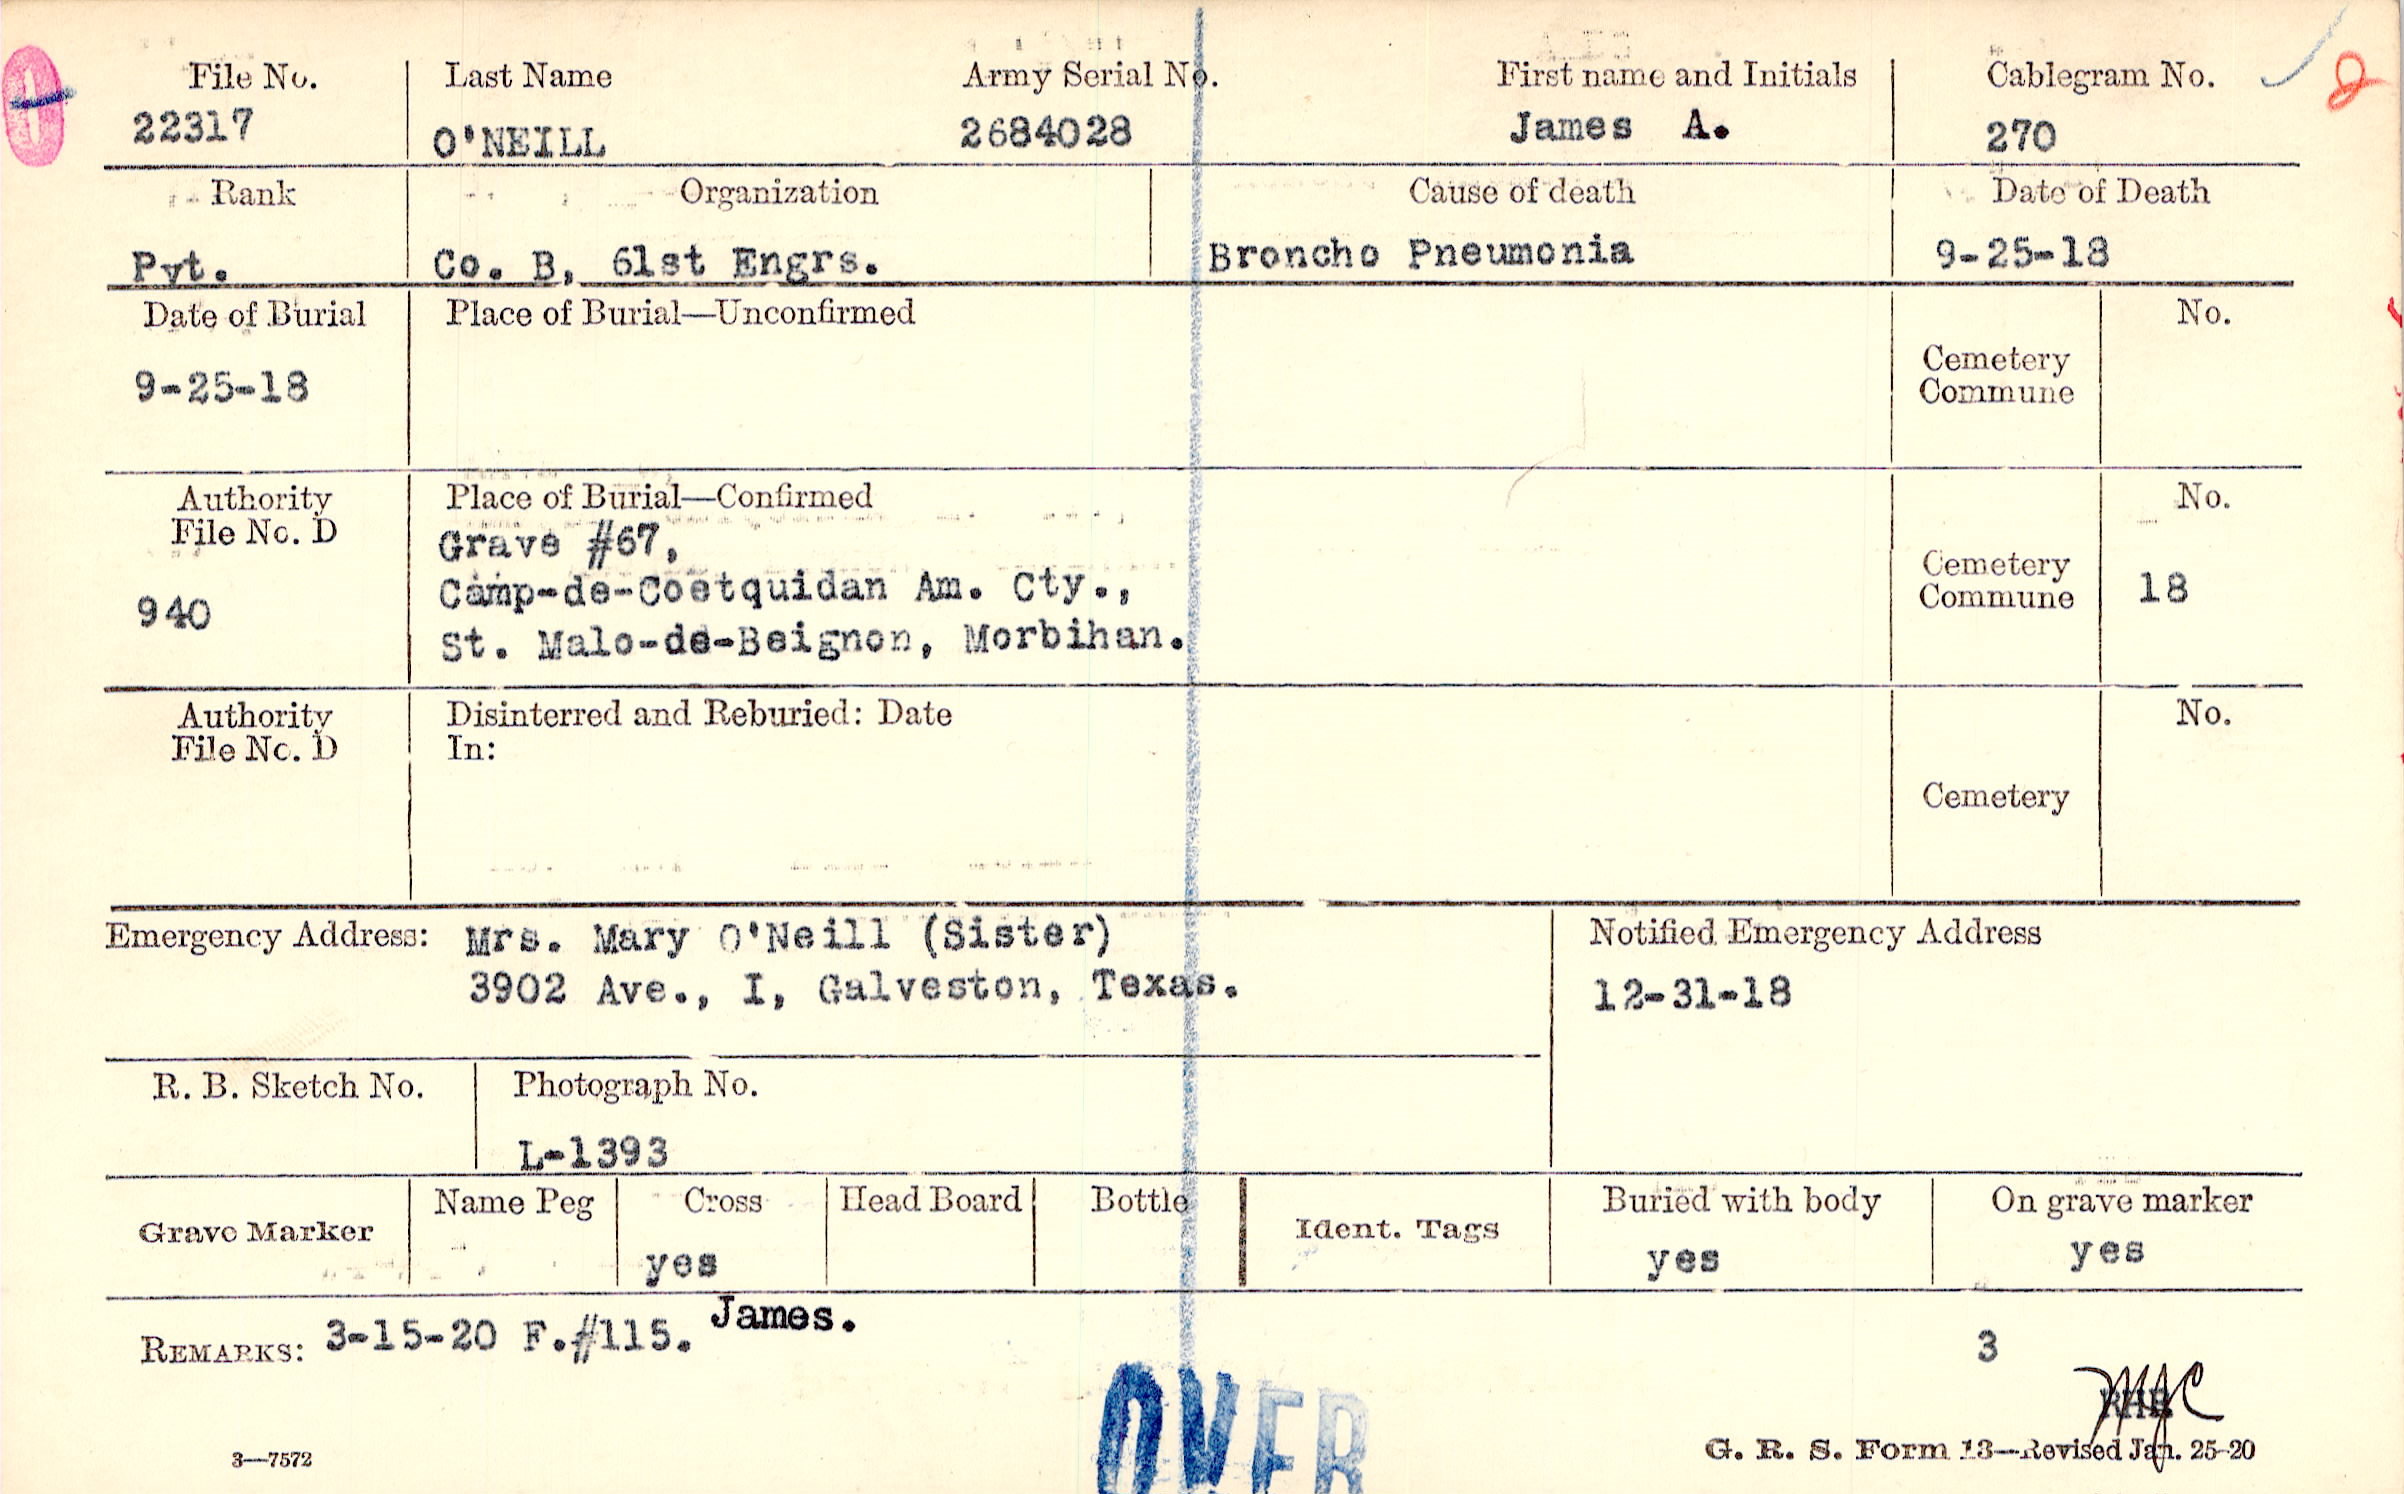 File No. Last Name Army Serial No. First name and Initials Cablegram No.
22317 O'NEILL 2684028 James A. 270
Rank Organization Cause of death Date of Death
Pvt. Co. B, 61st Engrs. Broncho Pneumonia 9-25-18
Date of Burial Place of Burial—Unconfirmed No.
9-25-18
Cemetery
Commune
Authority Place of Burial—Confirmed No.
File No. D
Grave #67,
940 Camp-de-Coetquidan Am. Cty.,
St. Malo-de-Beignon, Morbihan.
Cemetery
Commune 18
Authority Disinterred and Reburied: Date No.
File No. D In:
Cemetery
Emergency Address: Mrs. Mary O'Neill (Sister)
3902 Ave., I, Galveston, Texas.
Notified Emergency Address
12-31-18
R. B. Sketch No. Photograph No.
L-1393
Grave Marker Name Peg Cross Head Board Bottle Ident. Tags Buried with body On grave marker
yes yes yes
REMARKS: 3-15-20 F.#115. James. 3
OVER
3—7572 G. R. S. Form 13—Revised Jan. 25-20